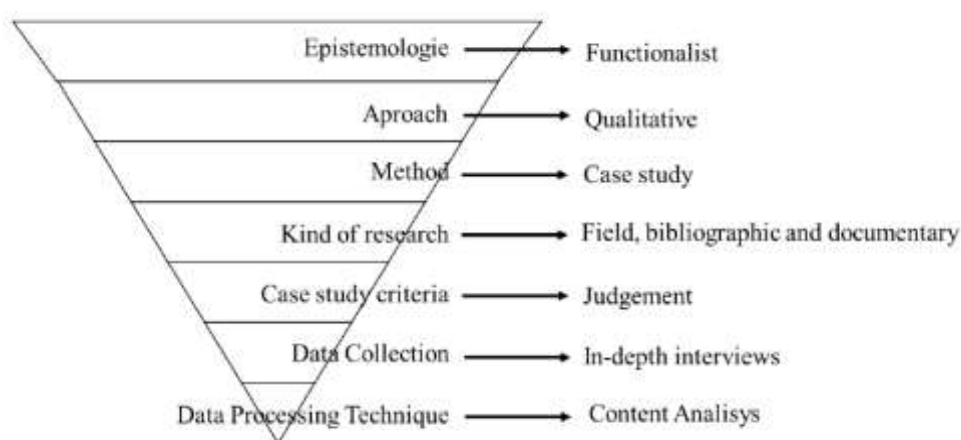 Epistemologie Functionalist
Aproach Qualitative
Method Case study
Kind of research Field, bibliographic and documentary
Case study criteria Judgement
Data Collection In-depth interviews
Data Processing Technique Content Analisys